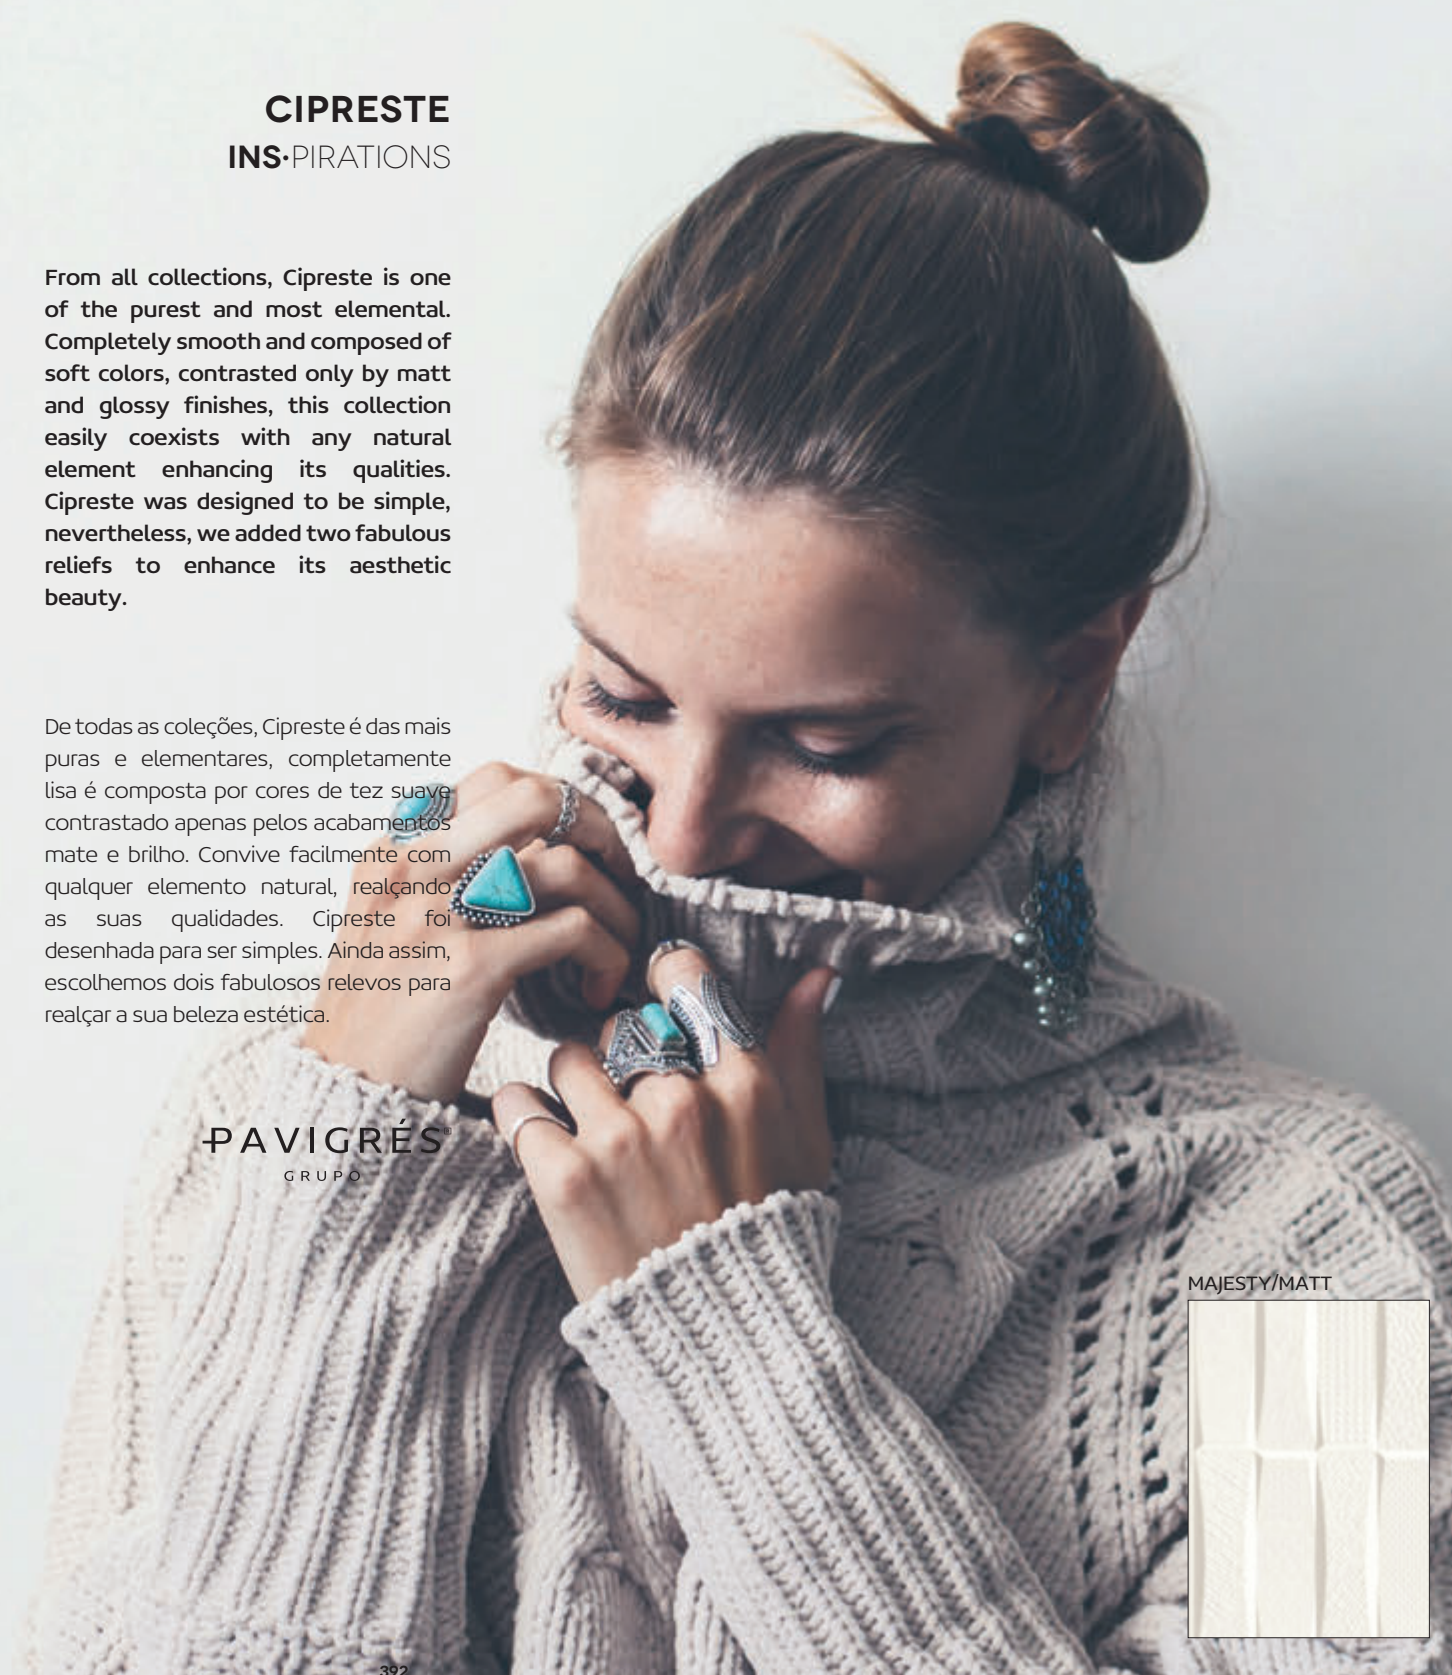 CIPRESTE
INS·PIRATIONS
From all collections, Cipreste is one
of the purest and most elemental.
Completely smooth and composed of
soft colors, contrasted only by matt
and glossy finishes, this collection
easily coexists with any natural
element enhancing its qualities.
Cipreste was designed to be simple,
nevertheless, we added two fabulous
reliefs to enhance its aesthetic
beauty.
De todas as coleções, Cipreste é das mais
puras e elementares, completamente
lisa é composta por cores de tez suave
contrastado apenas pelos acabamentos
mate e brilho. Convive facilmente com
qualquer elemento natural, realçando
as suas qualidades. Cipreste foi
desenhada para ser simples. Ainda assim,
escolhemos dois fabulosos relevos para
realçar a sua beleza estética.
PAVIGRÉS®
GRUPO
MAJESTY/MATT
392